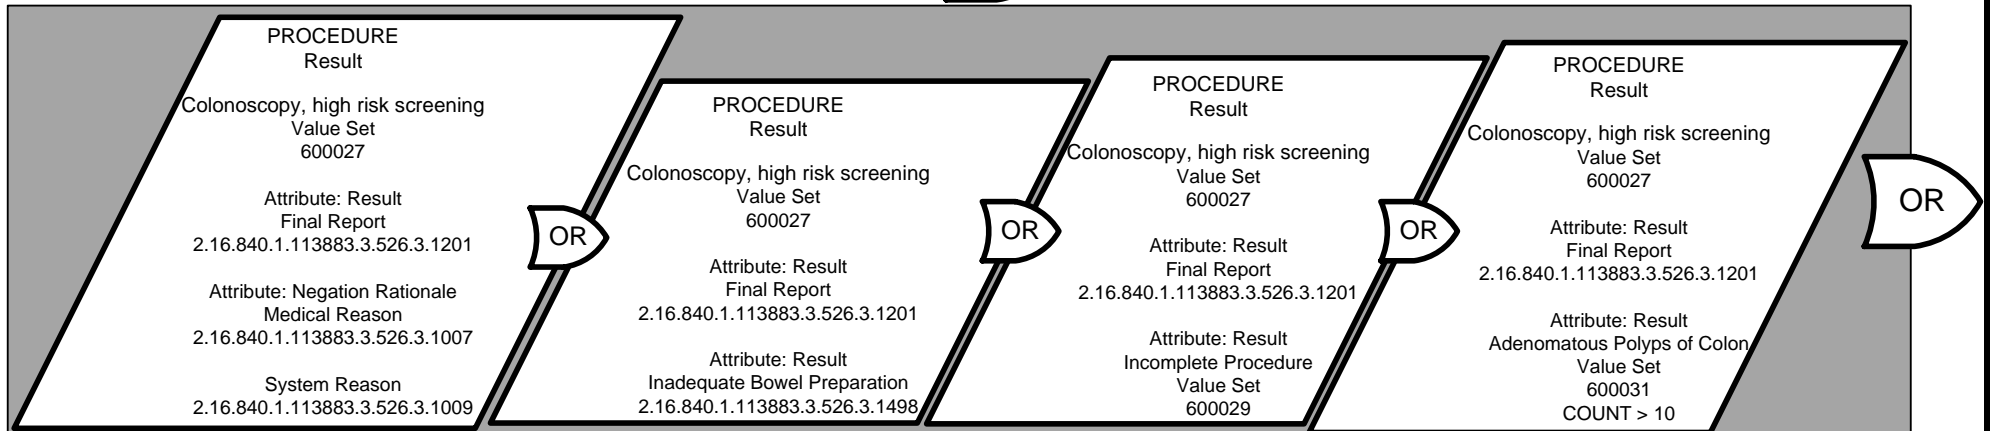 PROCEDURE
Result
Colonoscopy, high risk screening
Value Set
600027
Attribute: Result
Final Report
2.16.840.1.113883.3.526.3.1201
Attribute: Negation Rationale
Medical Reason
2.16.840.1.113883.3.526.3.1007
System Reason
2.16.840.1.113883.3.526.3.1009
OR
PROCEDURE
Result
Colonoscopy, high risk screening
Value Set
600027
Attribute: Result
Final Report
2.16.840.1.113883.3.526.3.1201
Attribute: Result
Inadequate Bowel Preparation
2.16.840.1.113883.3.526.3.1498
OR
PROCEDURE
Result
Colonoscopy, high risk screening
Value Set
600027
Attribute: Result
Final Report
2.16.840.1.113883.3.526.3.1201
Attribute: Result
Incomplete Procedure
Value Set
600029
OR
PROCEDURE
Result
Colonoscopy, high risk screening
Value Set
600027
Attribute: Result
Final Report
2.16.840.1.113883.3.526.3.1201
Attribute: Result
Adenomatous Polyps of Colon
Value Set
600031
COUNT > 10
OR